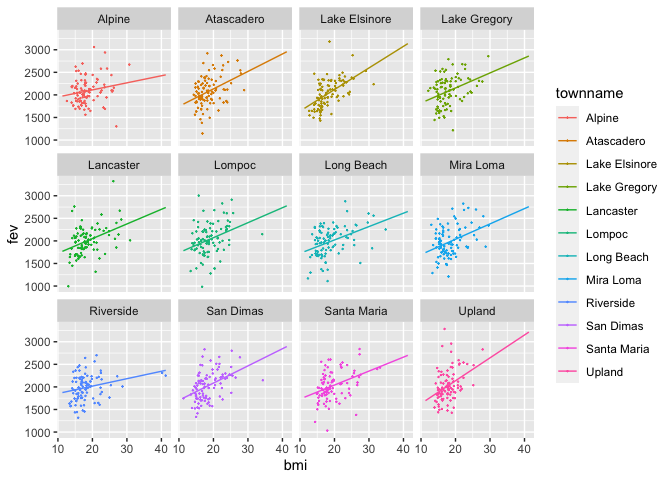 Alpine Atascadero Lake Elsinore Lake Gregory
3000
2500
2000
1500
1000
Lancaster Lompoc Long Beach Mira Loma
3000
2500
2000
1500
1000
Riverside San Dimas Santa Maria Upland
3000
2500
2000
1500
1000
10 20 30 40 10 20 30 40 10 20 30 40 10 20 30 40
bmi
fev
townname
Alpine
Atascadero
Lake Elsinore
Lake Gregory
Lancaster
Lompoc
Long Beach
Mira Loma
Riverside
San Dimas
Santa Maria
Upland